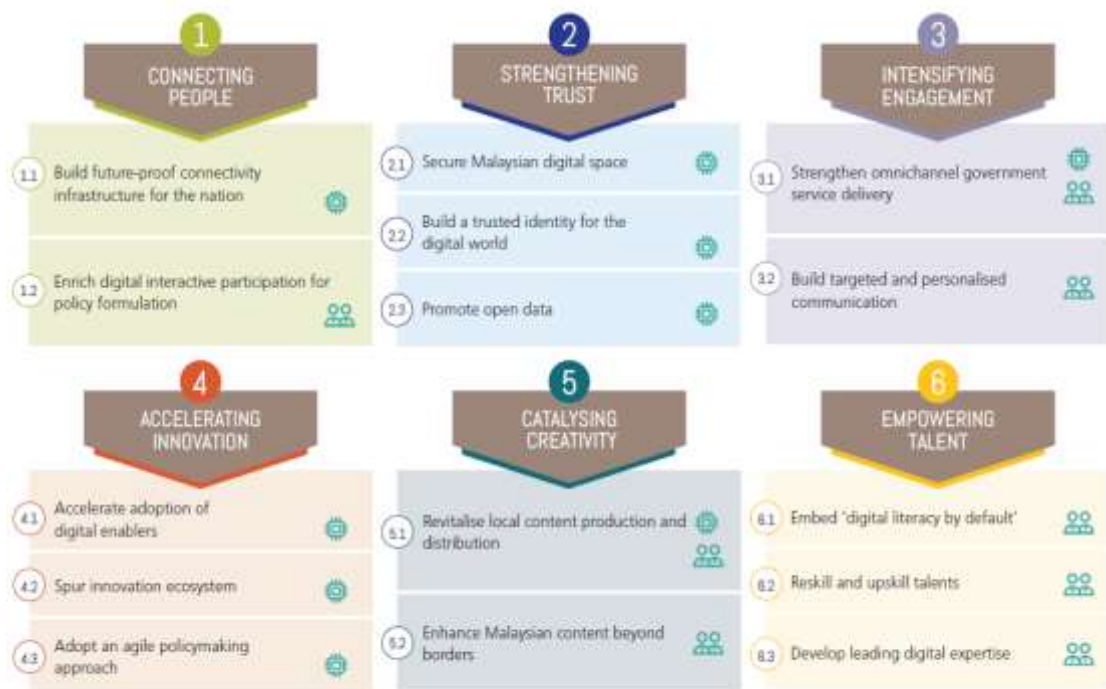 1
CONNECTING
PEOPLE
1.1
Build future-proof connectivity
infrastructure for the nation
1.2
Enrich digital interactive participation for
policy formulation
2
STRENGTHENING
TRUST
2.1
Secure Malaysian digital space
2.2
Build a trusted identity for the
digital world
2.3
Promote open data
3
INTENSIFYING
ENGAGEMENT
3.1
Strengthen omnichannel government
service delivery
3.2
Build targeted and personalised
communication
4
ACCELERATING
INNOVATION
4.1
Accelerate adoption of
digital enablers
4.2
Spur innovation ecosystem
4.3
Adopt an agile policymaking
approach
5
CATALYSING
CREATIVITY
5.1
Revitalise local content production and
distribution
5.2
Enhance Malaysian content beyond
borders
6
EMPOWERING
TALENT
6.1
Embed 'digital literacy by default'
6.2
Reskill and upskill talents
6.3
Develop leading digital expertise